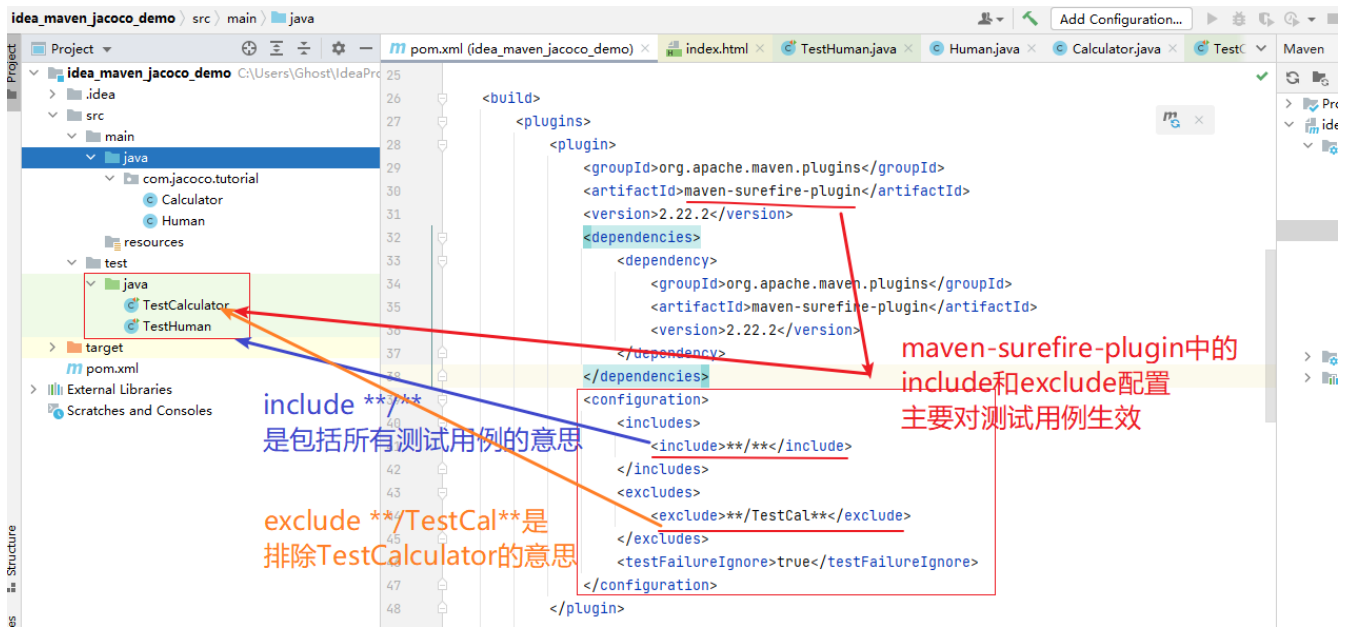 idea_maven_jacoco_demo src main java
Add Configuration...
Project
Project
idea_maven_jacoco_demo C:\Users\Ghost\IdeaPro
.idea
src
main
java
com.jacoco.tutorial
Calculator
Human
resources
test
java
TestCalculator
TestHuman
target
pom.xml
External Libraries
Scratches and Consoles
Structure
pom.xml (idea_maven_jacoco_demo) index.html TestHuman.java Human.java Calculator.java TestC
Maven
Pro
ide
25
26 <build>
27 <plugins>
28 <plugin>
29 <groupId>org.apache.maven.plugins</groupId>
30 <artifactId>maven-surefire-plugin</artifactId>
31 <version>2.22.2</version>
32 <dependencies>
33 <dependency>
34 <groupId>org.apache.maven.plugins</groupId>
35 <artifactId>maven-surefire-plugin</artifactId>
36 <version>2.22.2</version>
37 </dependency>
38 </dependencies>
<configuration>
40 <includes>
<include>**/**</include>
42 </includes>
43 <excludes>
<exclude>**/TestCal**</exclude>
45 </excludes>
<testFailureIgnore>true</testFailureIgnore>
47 </configuration>
48 </plugin>
maven-surefire-plugin中的
include和exclude配置
主要对测试用例生效
include **/**
是包括所有测试用例的意思
exclude **/TestCal**是
排除TestCalculator的意思